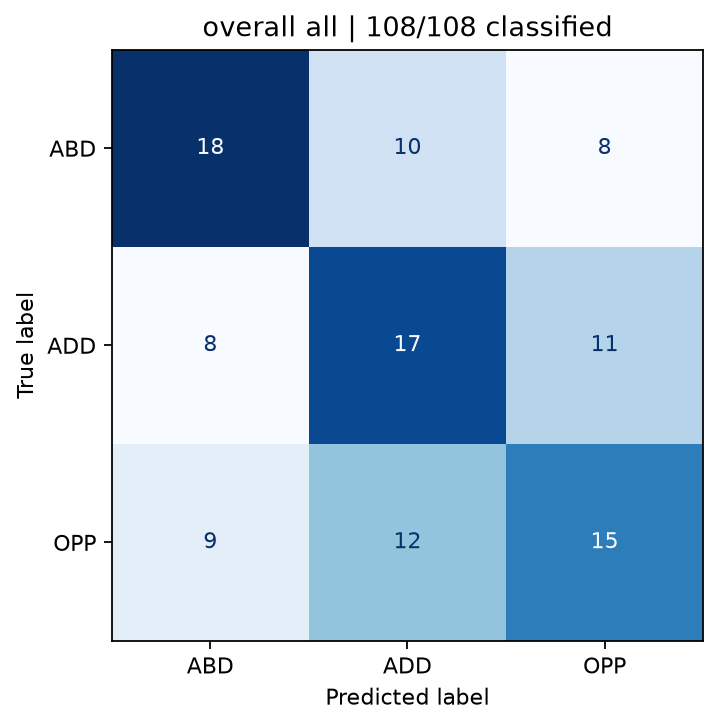 overall all | 108/108 classified
ABD 18 10 8
ADD 8 17 11
OPP 9 12 15
ABD ADD OPP
Predicted label
True label